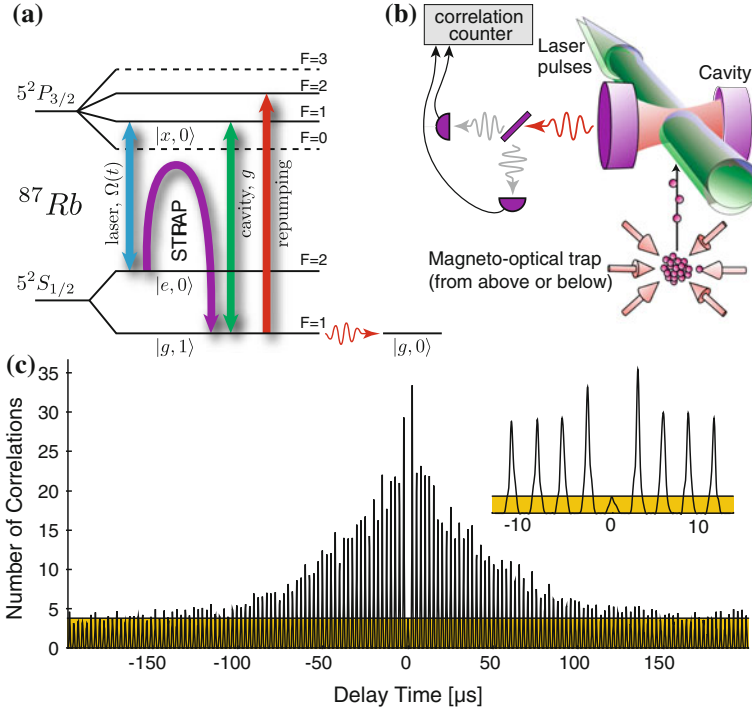 (a)
F=3
5²P₃/₂
F=2
F=1
|x, 0⟩
F=0
⁸⁷Rb
laser, Ω(t)
STRAP
cavity, g
repumping
5²S₁/₂
F=2
|e, 0⟩
F=1
|g, 1⟩
|g, 0⟩
(b)
correlation
counter
Laser
pulses
Cavity
Magneto-optical trap
(from above or below)
(c)
Number of Correlations
35
30
25
20
15
10
5
0
-150
-100
-50
0
50
100
150
Delay Time [µs]
-10
0
10